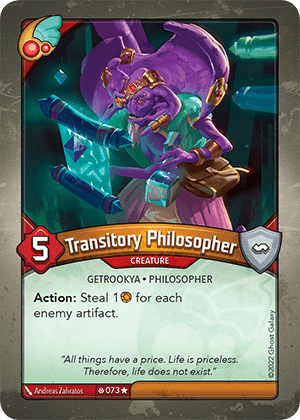 5
Transitory Philosopher
CREATURE
GETROOKYA • PHILOSOPHER
Action: Steal 1 for each
enemy artifact.
"All things have a price. Life is priceless.
Therefore, life does not exist."
Andreas Zafiratos
073★
©2022 Ghost Galaxy